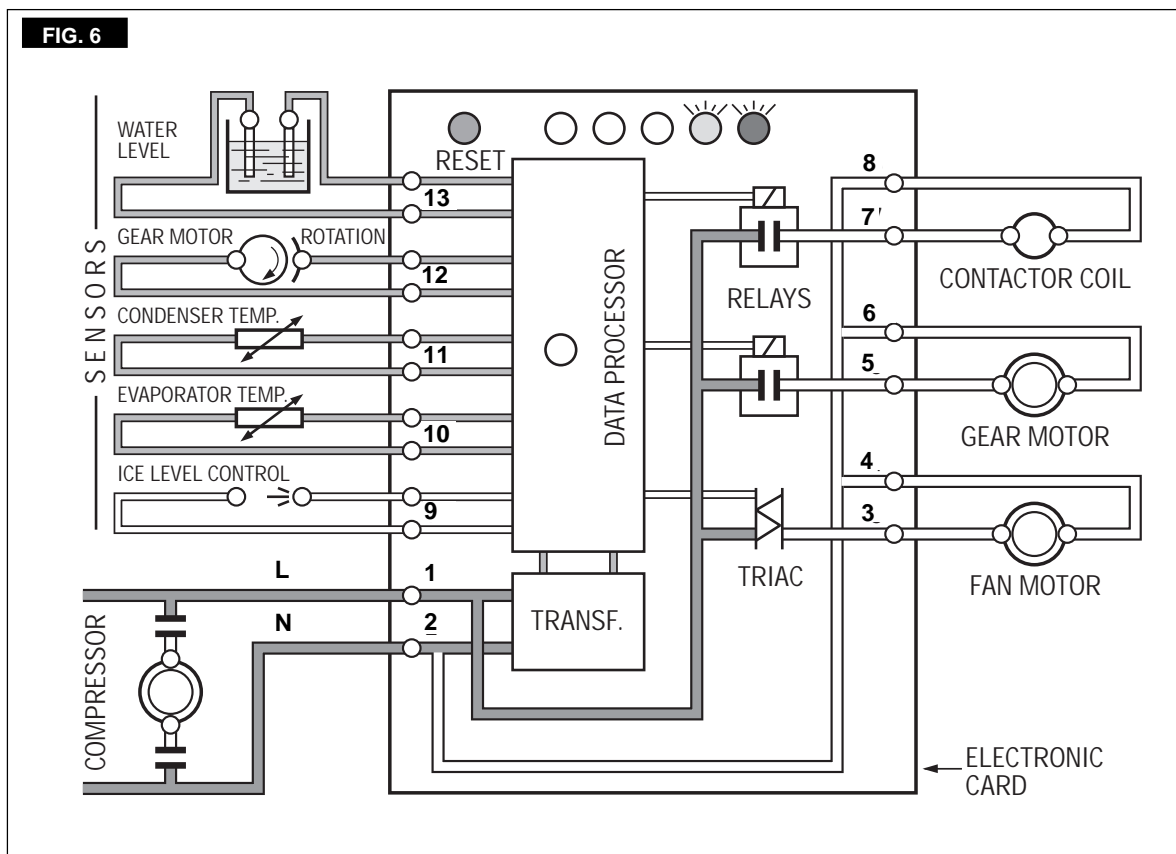 FIG. 6
WATER
LEVEL
RESET
13
8
7'
GEAR MOTOR ROTATION
12
CONTACTOR COIL
RELAYS
SENSORS
CONDENSER TEMP.
11
DATA PROCESSOR
6
5
EVAPORATOR TEMP.
10
GEAR MOTOR
ICE LEVEL CONTROL
9
4
3
TRIAC
FAN MOTOR
L
1
N
2
TRANSF.
COMPRESSOR
ELECTRONIC
CARD